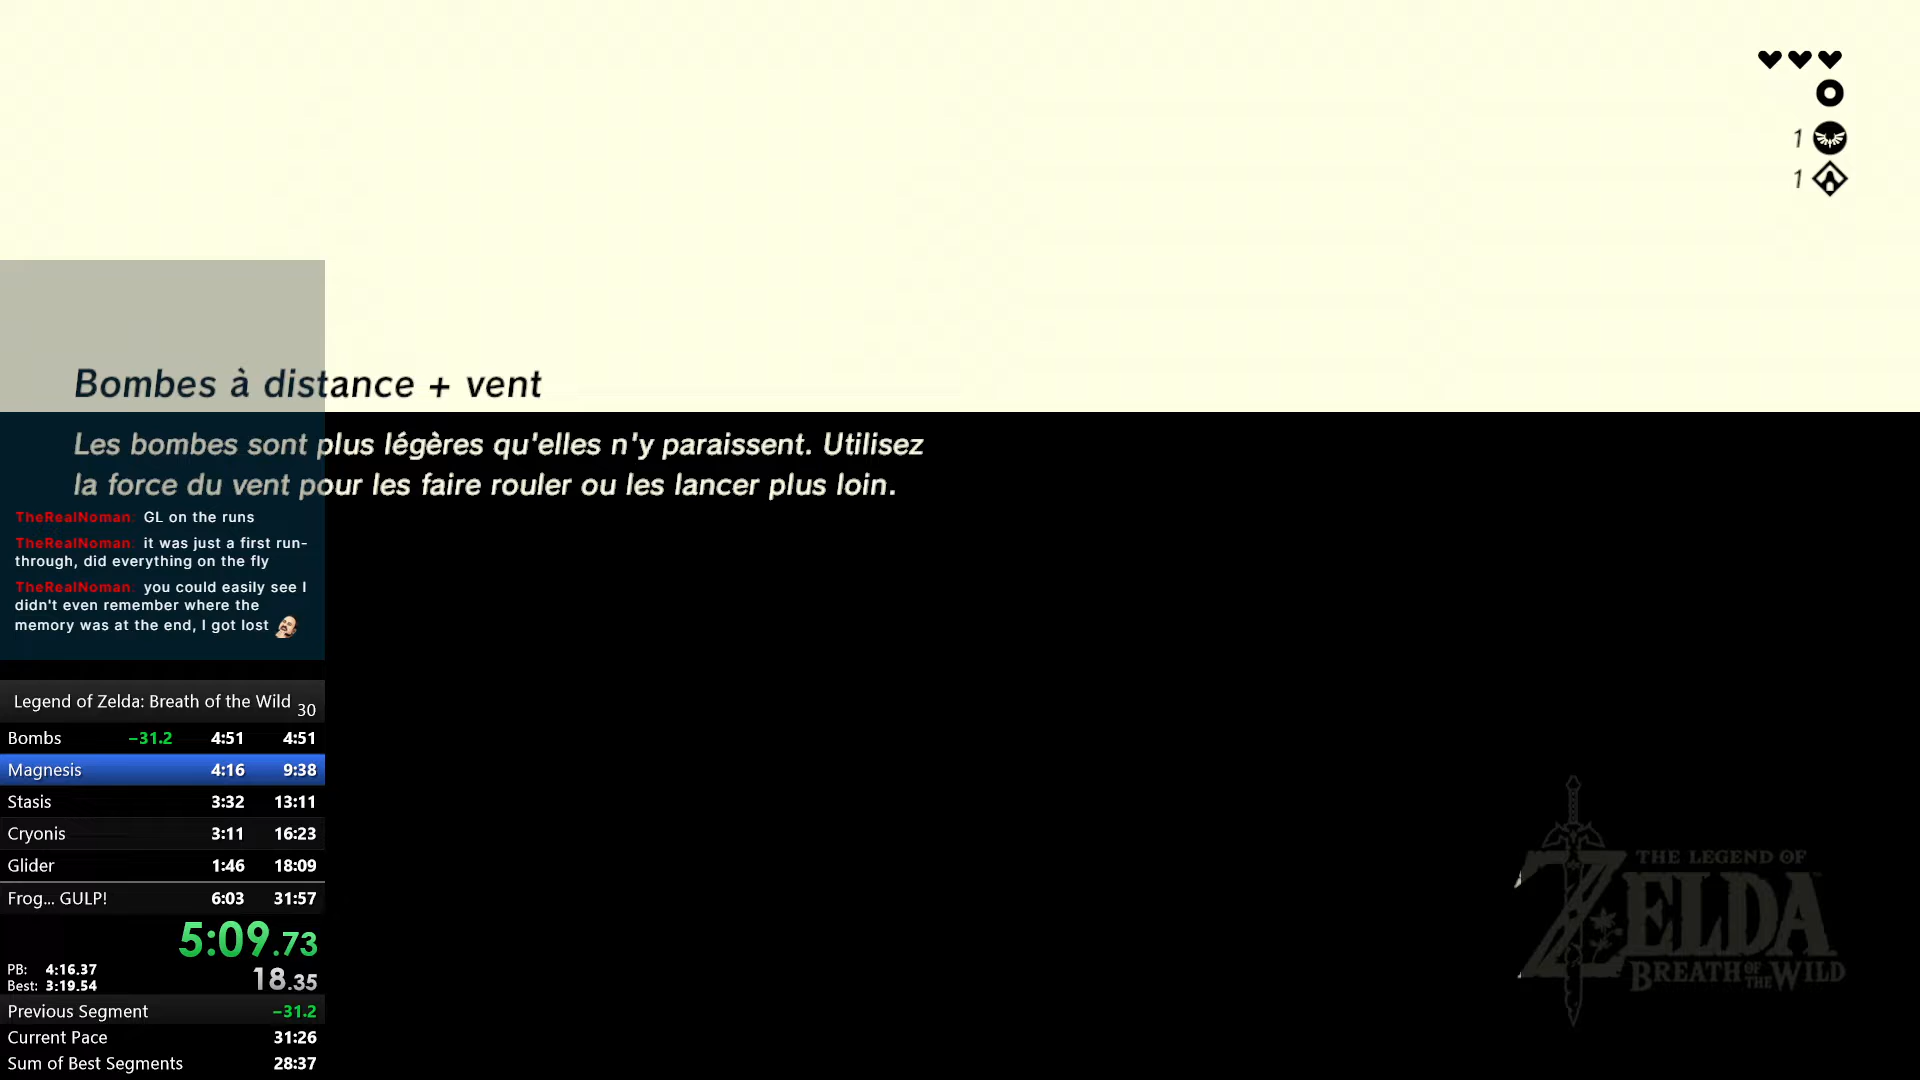 1
1
Bombes à distance + vent
Les bombes sont plus légères qu'elles n'y paraissent. Utilisez
la force du vent pour les faire rouler ou les lancer plus loin.
TheRealNoman: GL on the runs
TheRealNoman: it was just a first run-
through, did everything on the fly
TheRealNoman: you could easily see I
didn't even remember where the
memory was at the end, I got lost
Legend of Zelda: Breath of the Wild 30
Bombs −31.2 4:51 4:51
Magnesis 4:16 9:38
Stasis 3:32 13:11
Cryonis 3:11 16:23
Glider 1:46 18:09
Frog... GULP! 6:03 31:57
5:09.73
PB: 4:16.37
Best: 3:19.54
18.35
Previous Segment −31.2
Current Pace 31:26
Sum of Best Segments 28:37
THE LEGEND OF
ZELDA
BREATH OF THE WILD